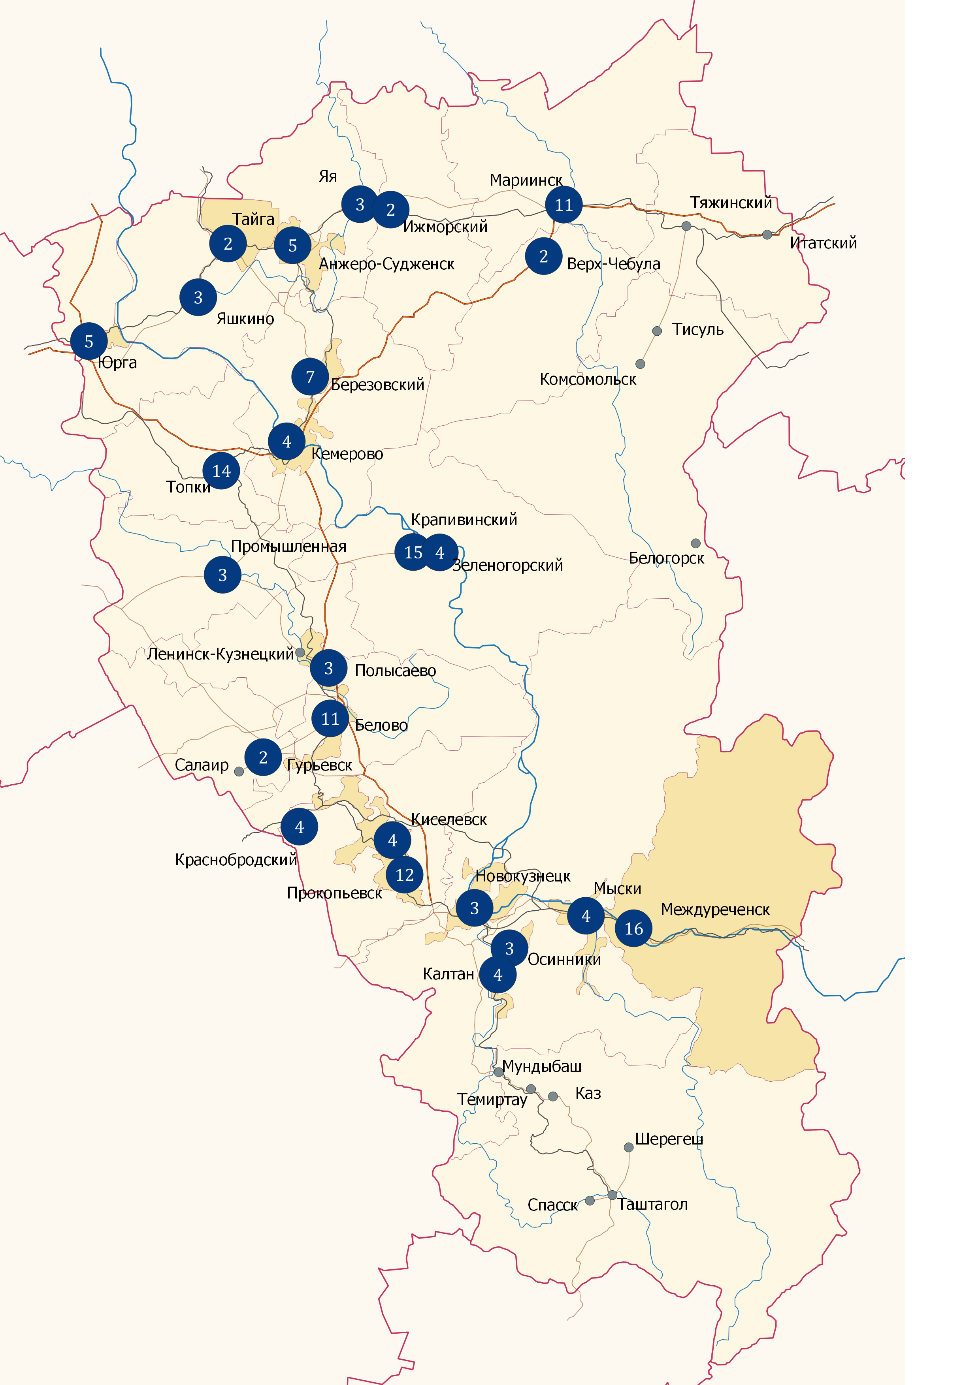 Яя
Мариинск
3
2
11
Тяжинский
Тайга
Ижморский
2
5
Итатский
Анжеро-Судженск
2
Верх-Чебула
3
Яшкино
Тисуль
5
Юрга
7
Березовский
Комсомольск
4
Кемерово
14
Топки
Крапивинский
Промышленная
15
4
Белогорск
Зеленогорский
3
Ленинск-Кузнецкий
3
Полысаево
11
Белово
Салаир
2
Гурьевск
Киселевск
4
4
Краснобродский
12
Новокузнецк
Прокопьевск
Мыски
3
4
Междуреченск
16
3
Осинники
Калтан
4
Мундыбаш
Темиртау
Каз
Шерегеш
Спасск
Таштагол